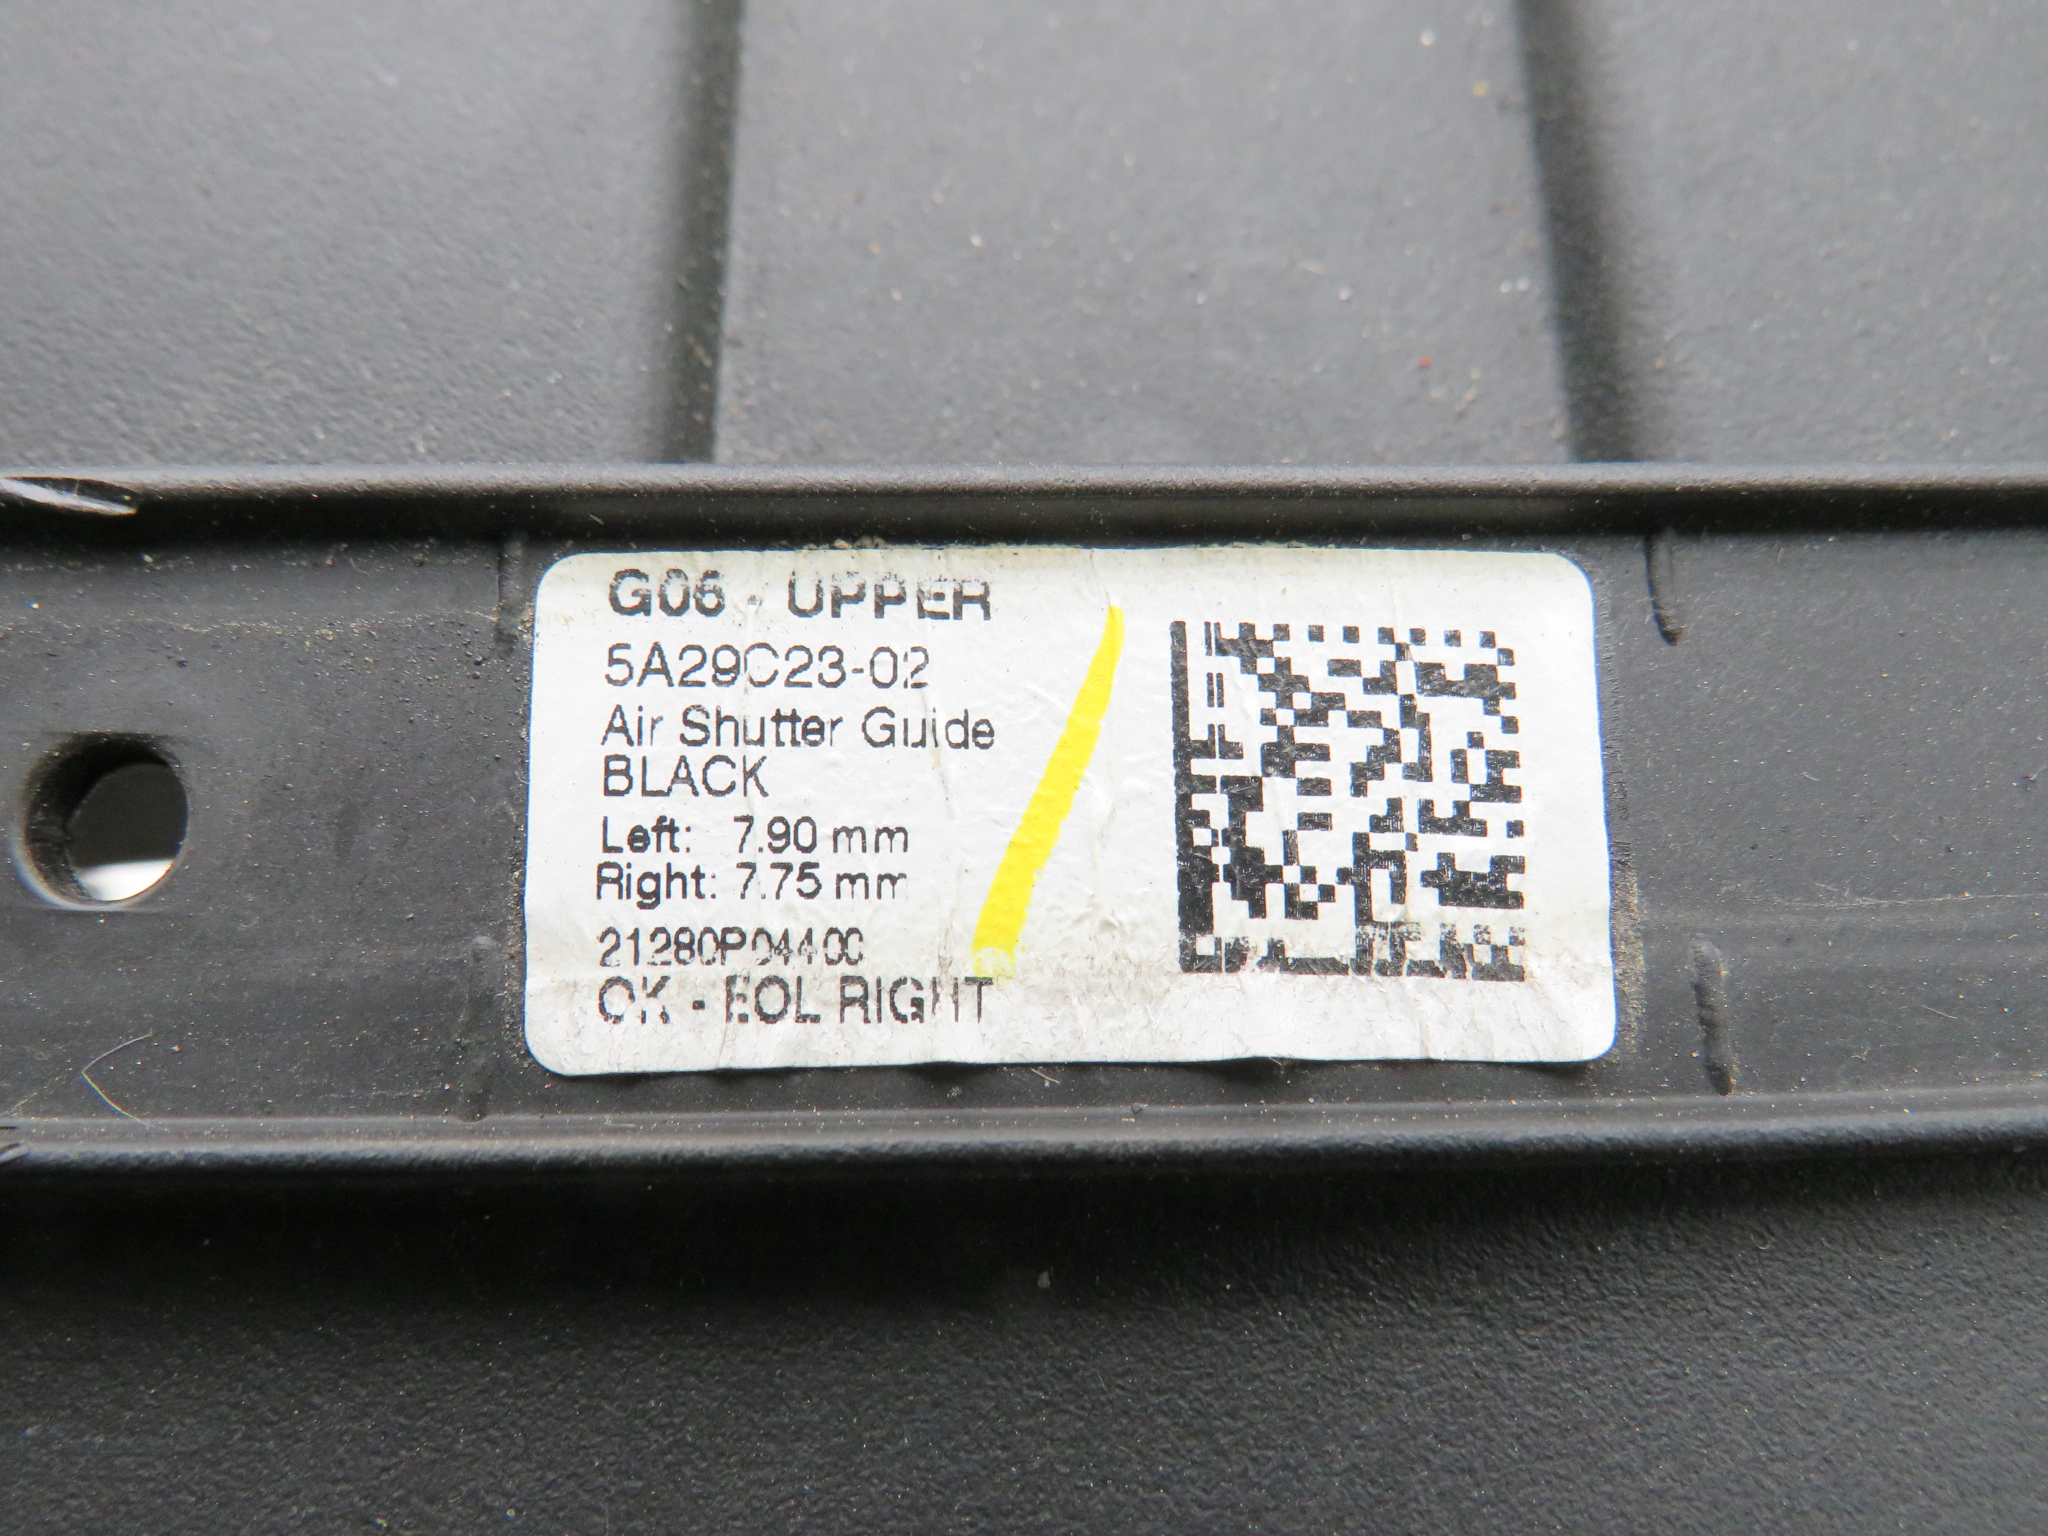 G06 - UPPER
5A29C23-02
Air Shutter Guide
BLACK
Left: 7.90 mm
Right: 7.75 mm
21280P04400
OK - EOL RIGHT